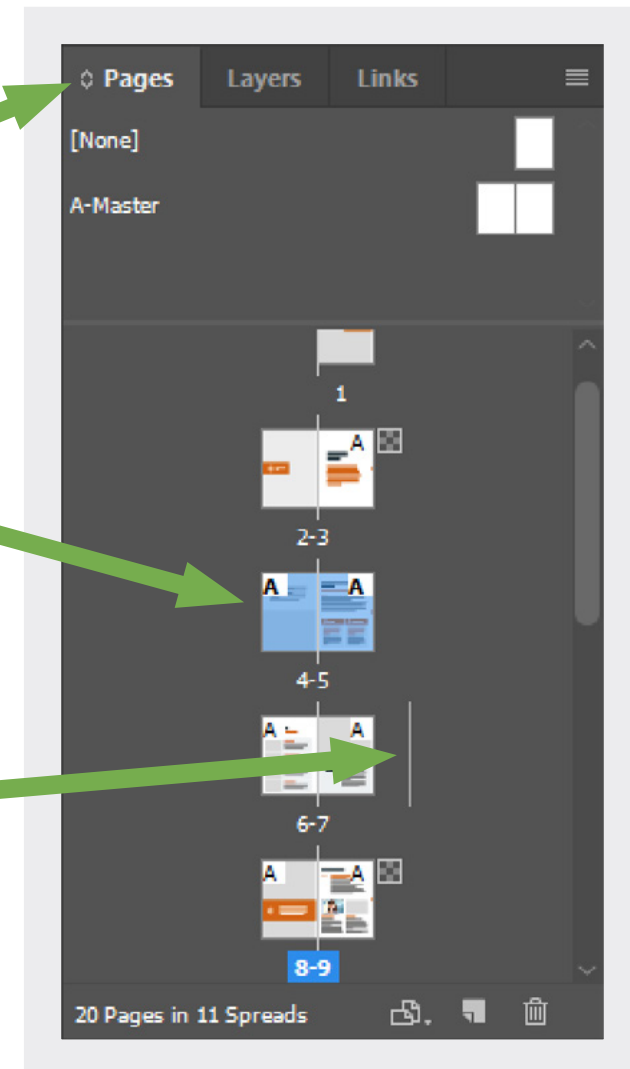 Pages Layers Links
[None]
A-Master
1
A
2-3
A A
4-5
A A
6-7
A A
8-9
20 Pages in 11 Spreads